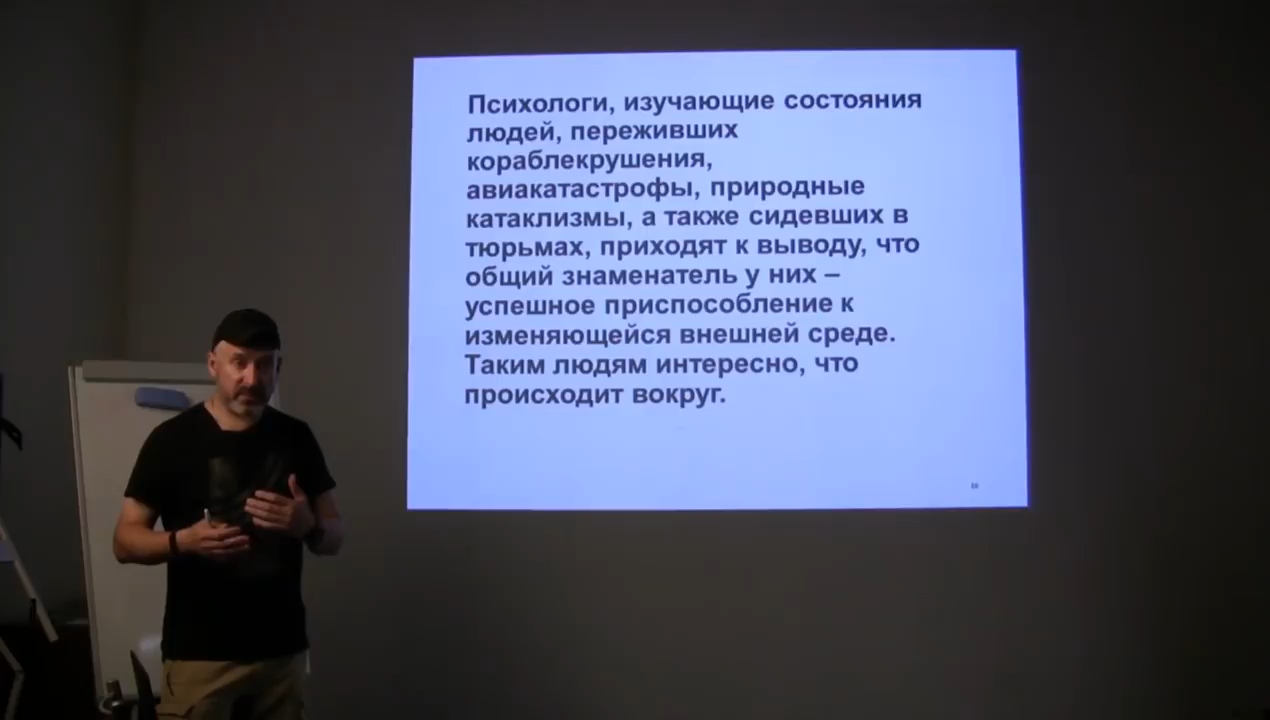 Психологи, изучающие состояния
людей, переживших
кораблекрушения,
авиакатастрофы, природные
катаклизмы, а также сидевших в
тюрьмах, приходят к выводу, что
общий знаменатель у них –
успешное приспособление к
изменяющейся внешней среде.
Таким людям интересно, что
происходит вокруг.